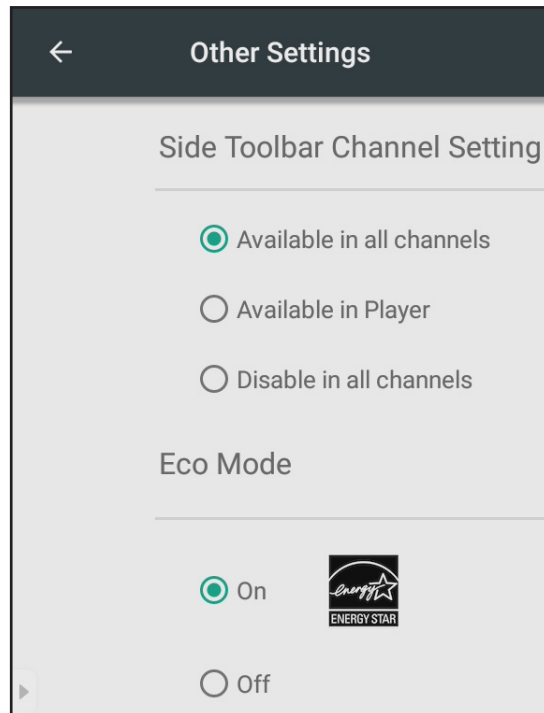 Other Settings
Side Toolbar Channel Setting
Available in all channels
Available in Player
Disable in all channels
Eco Mode
On
energy
ENERGY STAR
Off